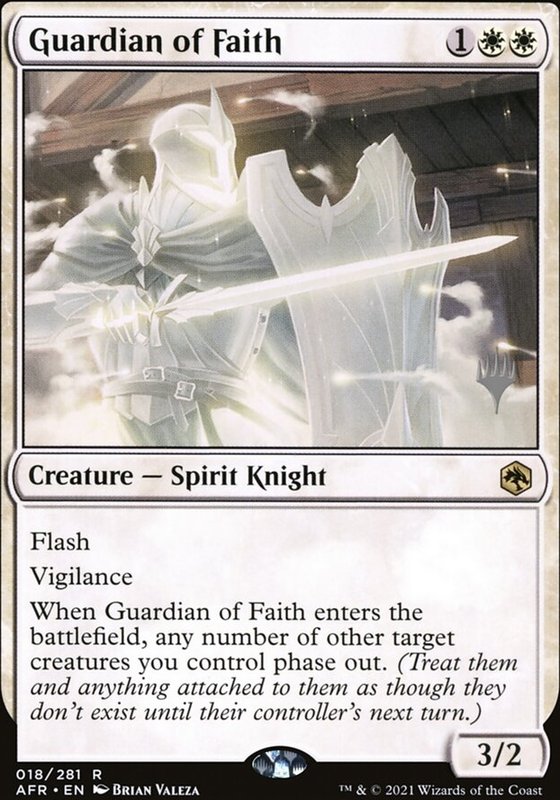 Guardian of Faith 1
Creature — Spirit Knight
Flash
Vigilance
When Guardian of Faith enters the
battlefield, any number of other target
creatures you control phase out. (Treat them
and anything attached to them as though they
don't exist until their controller's next turn.)
3/2
018/281 R
AFR • EN Brian Valeza ™ & © 2021 Wizards of the Coast